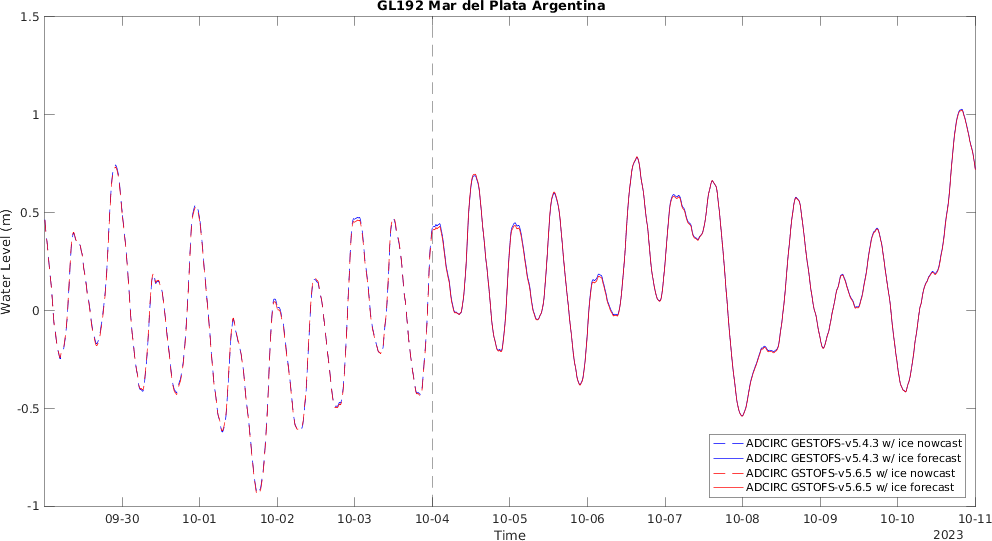 GL192 Mar del Plata Argentina
1.5
1
0.5
0
-0.5
-1
Water Level (m)
09-30 10-01 10-02 10-03 10-04 10-05 10-06 10-07 10-08 10-09 10-10 10-11
Time
2023
ADCIRC GESTOFS-v5.4.3 w/ ice nowcast
ADCIRC GESTOFS-v5.4.3 w/ ice forecast
ADCIRC GSTOFS-v5.6.5 w/ ice nowcast
ADCIRC GSTOFS-v5.6.5 w/ ice forecast